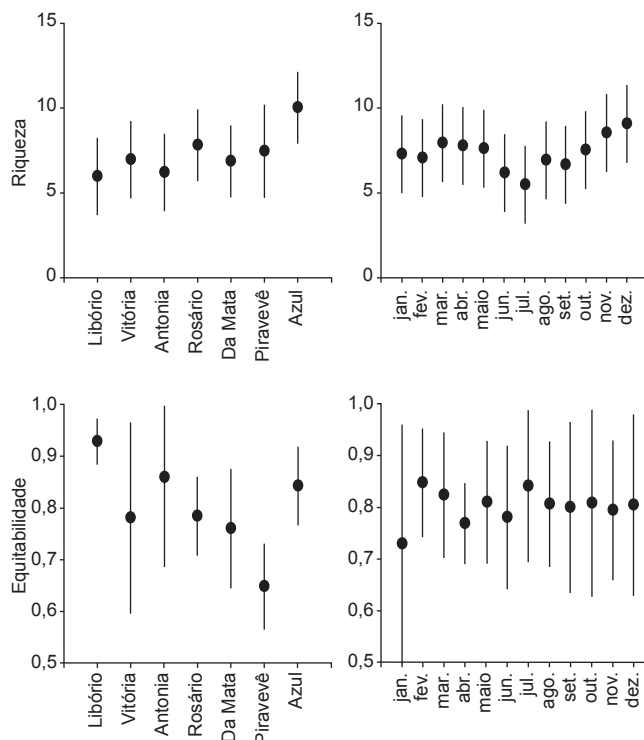 Riqueza
15
10
5
0
Libório
Vitória
Antonia
Rosário
Da Mata
Piravevê
Azul
15
10
5
0
jan.
fev.
mar.
abr.
maio
jun.
jul.
ago.
set.
out.
nov.
dez.
Equitabilidade
1,0
0,9
0,8
0,7
0,6
0,5
Libório
Vitória
Antonia
Rosário
Da Mata
Piravevê
Azul
1,0
0,9
0,8
0,7
0,6
0,5
jan.
fev.
mar.
abr.
maio
jun.
jul.
ago.
set.
out.
nov.
dez.